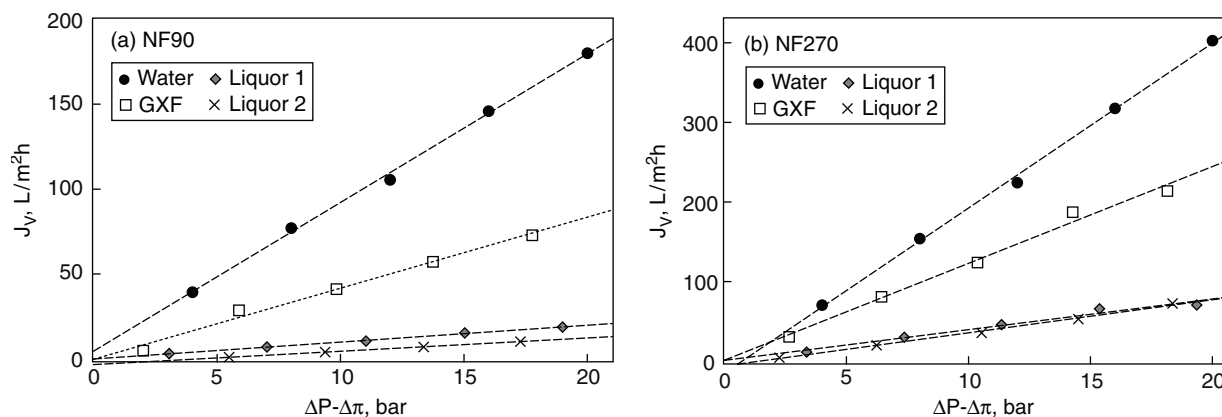 (a) NF90
Water
Liquor 1
GXF
Liquor 2
200
150
100
50
0
0
5
10
15
20
J_V, L/m²h
ΔP-Δπ, bar
(b) NF270
Water
Liquor 1
GXF
Liquor 2
400
300
200
100
0
0
5
10
15
20
J_V, L/m²h
ΔP-Δπ, bar